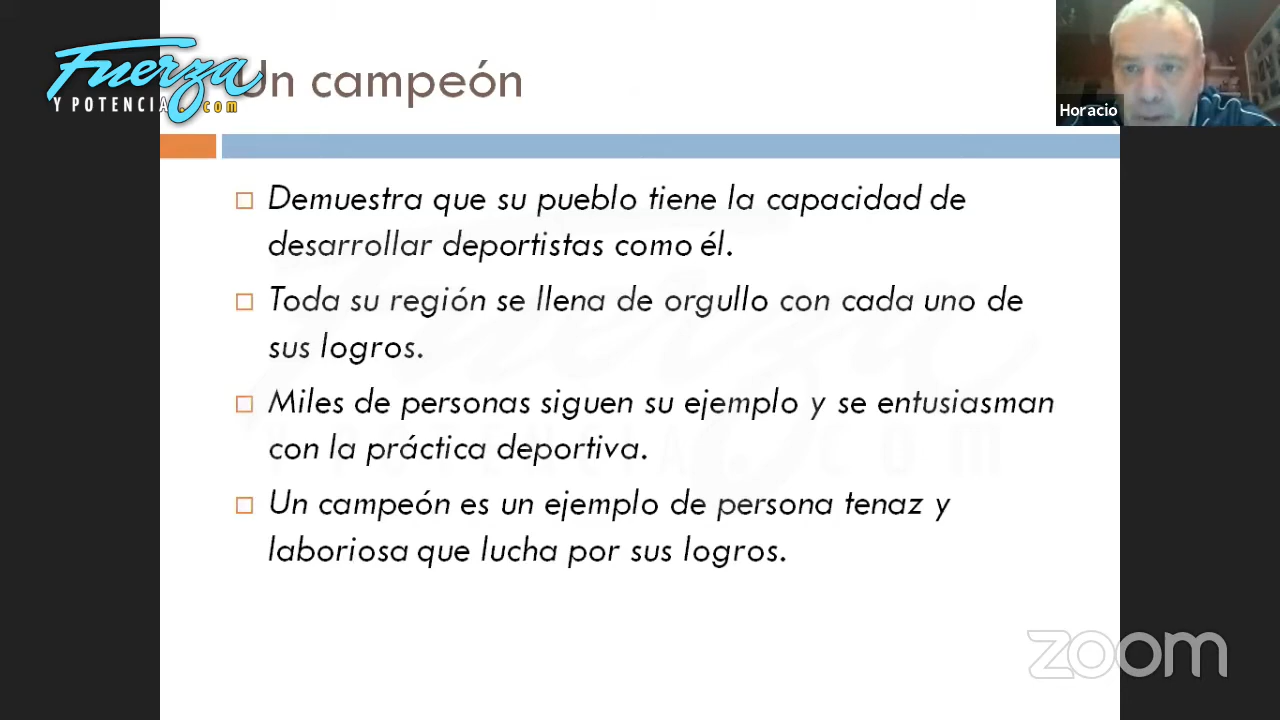 Fuerza
Y POTENCIA.com
Un campeón
Horacio
Demuestra que su pueblo tiene la capacidad de
desarrollar deportistas como él.
Toda su región se llena de orgullo con cada uno de
sus logros.
Miles de personas siguen su ejemplo y se entusiasman
con la práctica deportiva.
Un campeón es un ejemplo de persona tenaz y
laboriosa que lucha por sus logros.
Fuerza
Y POTENCIA.com
zoom